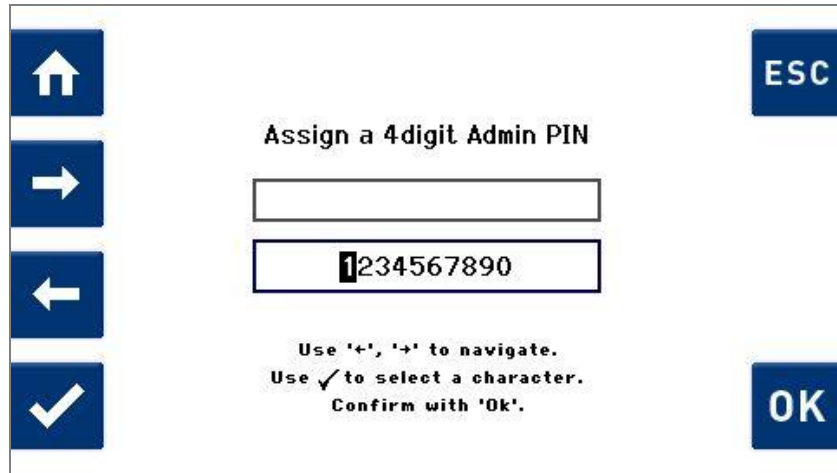 ESC
Assign a 4digit Admin PIN
1234567890
Use '←', '→' to navigate.
Use ✓ to select a character.
Confirm with 'Ok'.
OK